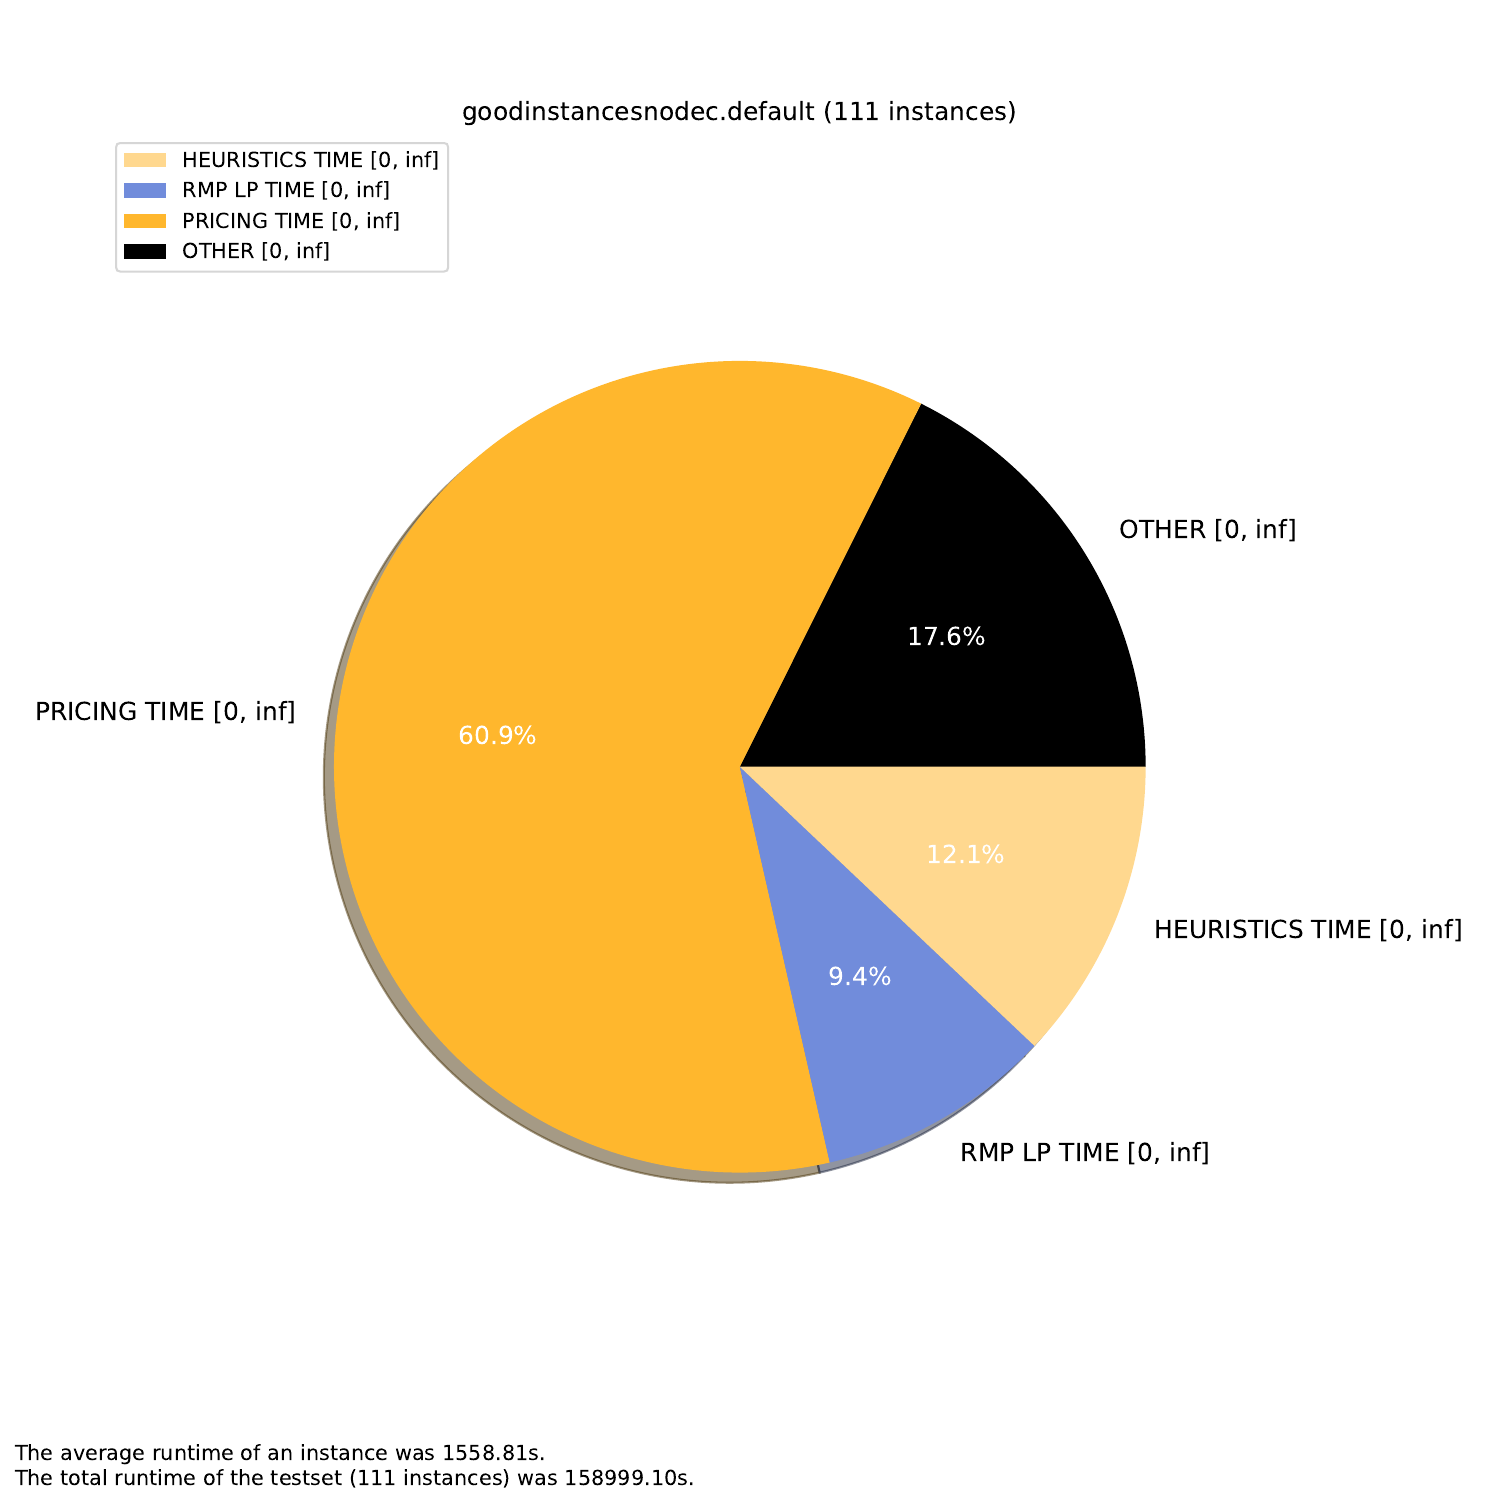 goodinstancesnodec.default (111 instances)
HEURISTICS TIME [0, inf]
RMP LP TIME [0, inf]
PRICING TIME [0, inf]
OTHER [0, inf]
OTHER [0, inf]
17.6%
PRICING TIME [0, inf]
60.9%
12.1%
HEURISTICS TIME [0, inf]
9.4%
RMP LP TIME [0, inf]
The average runtime of an instance was 1558.81s.
The total runtime of the testset (111 instances) was 158999.10s.